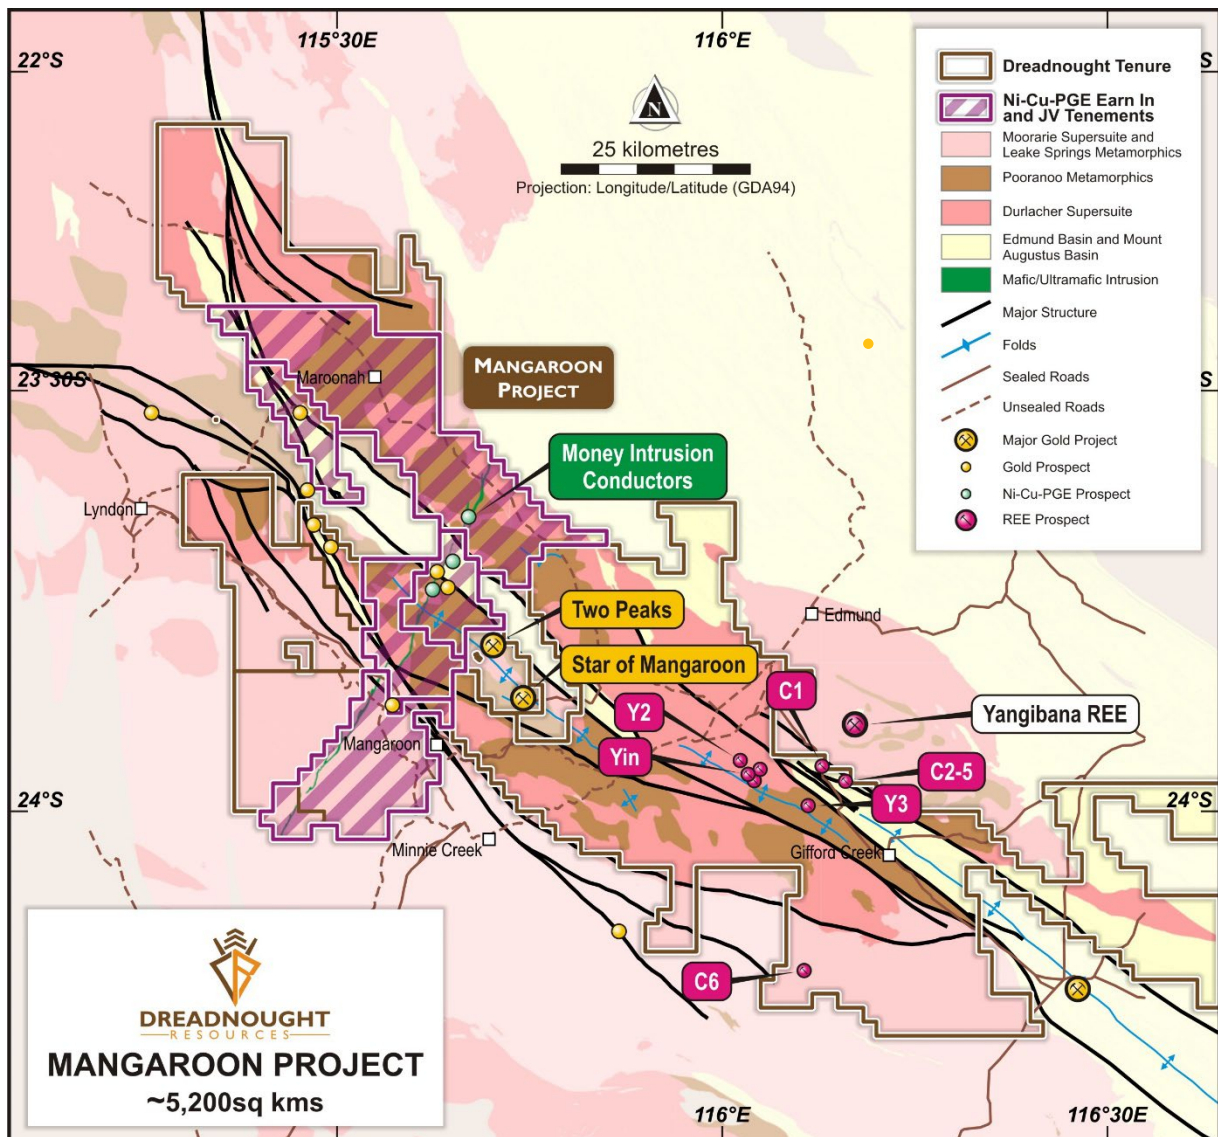 115°30'E
116°E
22°S
S
N
25 kilometres
Projection: Longitude/Latitude (GDA94)
Dreadnought Tenure
Ni-Cu-PGE Earn In
and JV Tenements
Moorarie Supersuite and
Leake Springs Metamorphics
Pooranoo Metamorphics
Durlacher Supersuite
Edmund Basin and Mount
Augustus Basin
Mafic/Ultramafic Intrusion
Major Structure
Folds
Sealed Roads
Unsealed Roads
Major Gold Project
Gold Prospect
Ni-Cu-PGE Prospect
REE Prospect
23°30'S
S
Maroonah
MANGAROON
PROJECT
Money Intrusion
Conductors
Lyndon
Two Peaks
Edmund
Star of Mangaroon
C1
Y2
Yangibana REE
Mangaroon
Yin
C2-5
Y3
24°S
24°S
Minnie Creek
Gifford Creek
C6
DREADNOUGHT
RESOURCES
MANGAROON PROJECT
~5,200sq kms
116°E
116°30'E